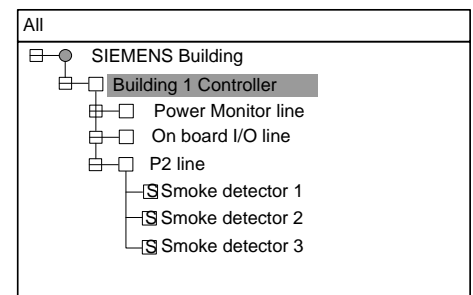 All
SIEMENS Building
Building 1 Controller
Power Monitor line
On board I/O line
P2 line
S Smoke detector 1
S Smoke detector 2
S Smoke detector 3